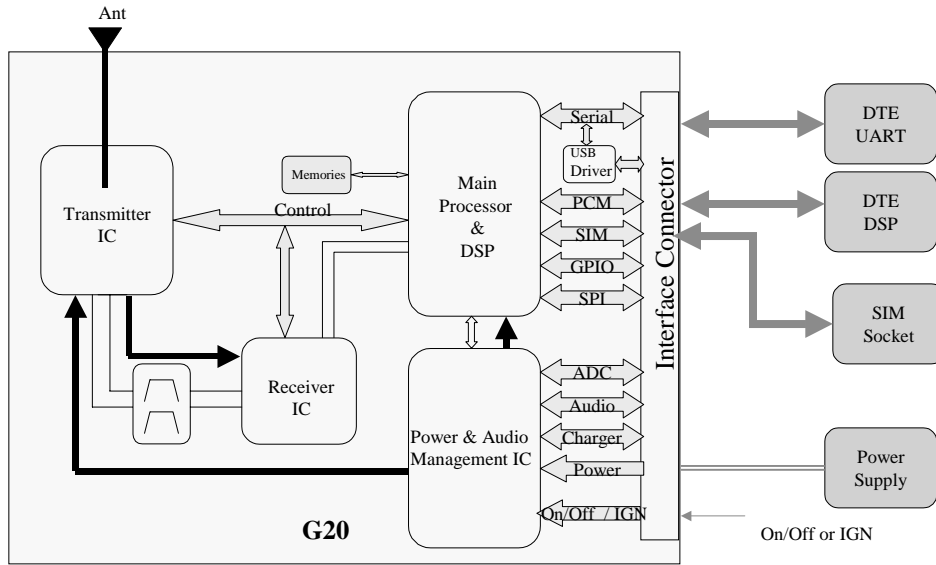 Ant
Transmitter
IC
Memories
Control
Main
Processor
&
DSP
Receiver
IC
Power & Audio
Management IC
G20
Serial
USB
Driver
PCM
SIM
GPIO
SPI
ADC
Audio
Charger
Power
On/Off / IGN
Interface Connector
DTE
UART
DTE
DSP
SIM
Socket
Power
Supply
On/Off or IGN